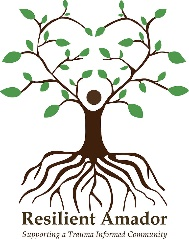 Resilient Amador
Supporting a Trauma Informed Community